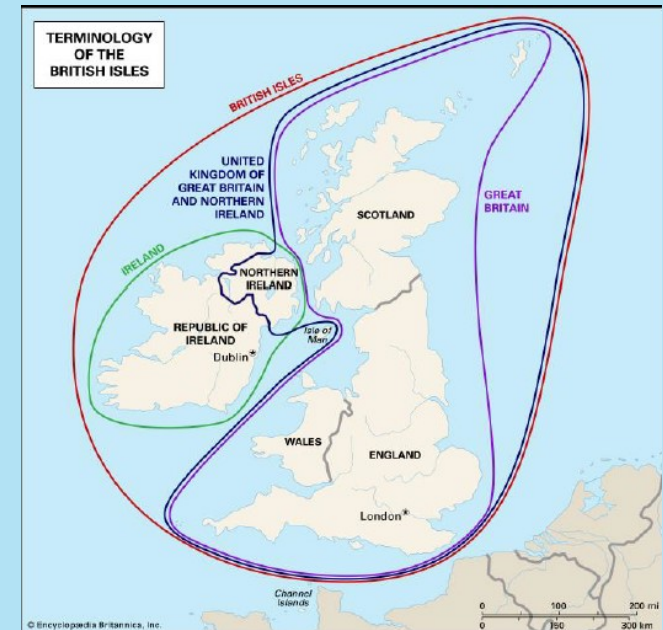 TERMINOLOGY
OF THE
BRITISH ISLES
BRITISH ISLES
UNITED
KINGDOM OF
GREAT BRITAIN
AND NORTHERN
IRELAND
SCOTLAND
GREAT
BRITAIN
IRELAND
NORTHERN
IRELAND
REPUBLIC OF
IRELAND
Dublin*
Isle of
Man
WALES
ENGLAND
London*
Channel
Islands
0 100 200 mi
0 150 300 km
© Encyclopædia Britannica, Inc.